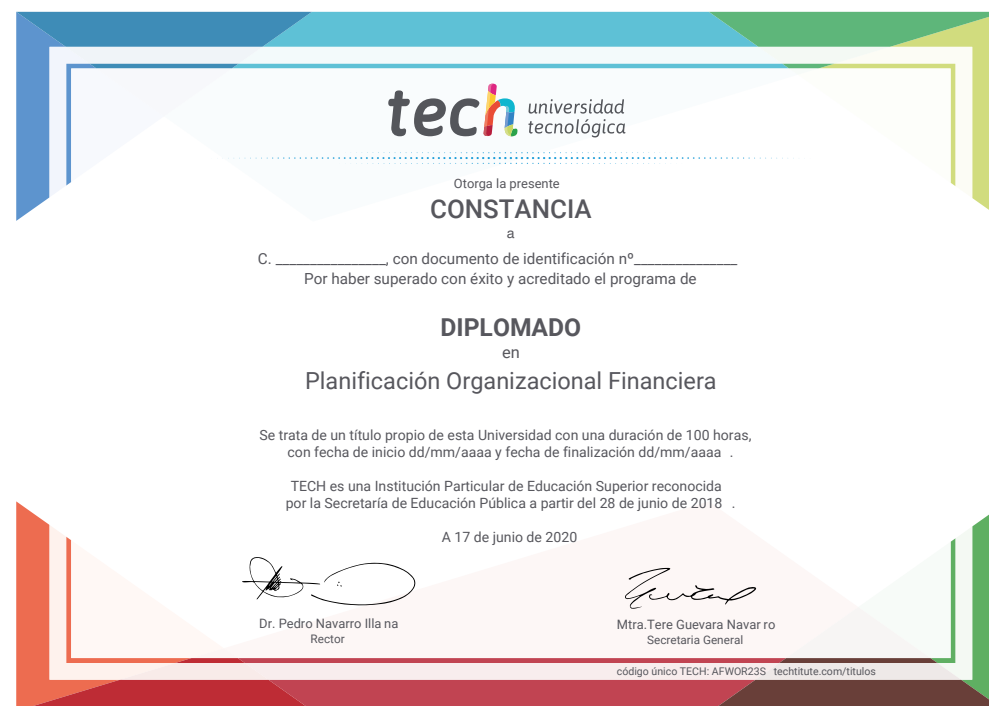 tech universidad
tecnológica
Otorga la presente
CONSTANCIA
a
C. ________________, con documento de identificación nº_______________
Por haber superado con éxito y acreditado el programa de
DIPLOMADO
en
Planificación Organizacional Financiera
Se trata de un título propio de esta Universidad con una duración de 100 horas,
con fecha de inicio dd/mm/aaaa y fecha de finalización dd/mm/aaaa .
TECH es una Institución Particular de Educación Superior reconocida
por la Secretaría de Educación Pública a partir del 28 de junio de 2018 .
A 17 de junio de 2020
Dr. Pedro Navarro Illa na
Rector
Mtra.Tere Guevara Navar ro
Secretaria General
código único TECH: AFWOR23S techtitute.com/titulos